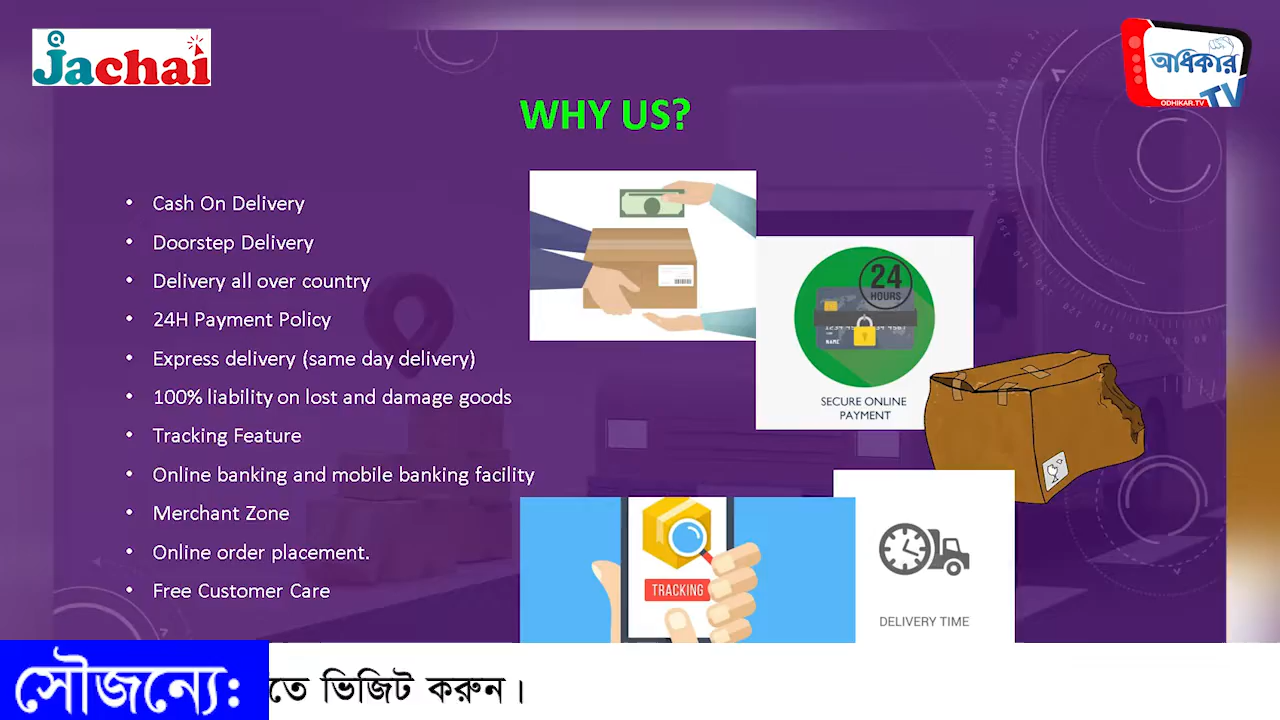 Jachai
অধিকার
TV
ODHIKAR.TV
WHY US?
• Cash On Delivery
• Doorstep Delivery
• Delivery all over country
• 24H Payment Policy
• Express delivery (same day delivery)
• 100% liability on lost and damage goods
• Tracking Feature
• Online banking and mobile banking facility
• Merchant Zone
• Online order placement.
• Free Customer Care
24
HOURS
NAME
SECURE ONLINE
PAYMENT
TRACKING
DELIVERY TIME
সৌজন্যে:
তে ভিজিট করুন।